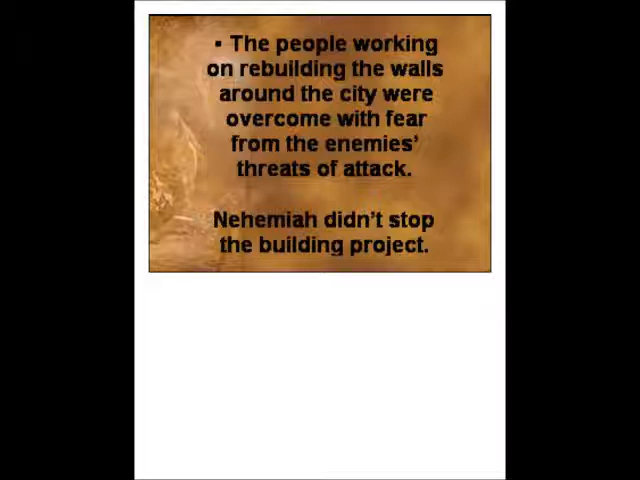 ▪ The people working
on rebuilding the walls
around the city were
overcome with fear
from the enemies’
threats of attack.
Nehemiah didn’t stop
the building project.